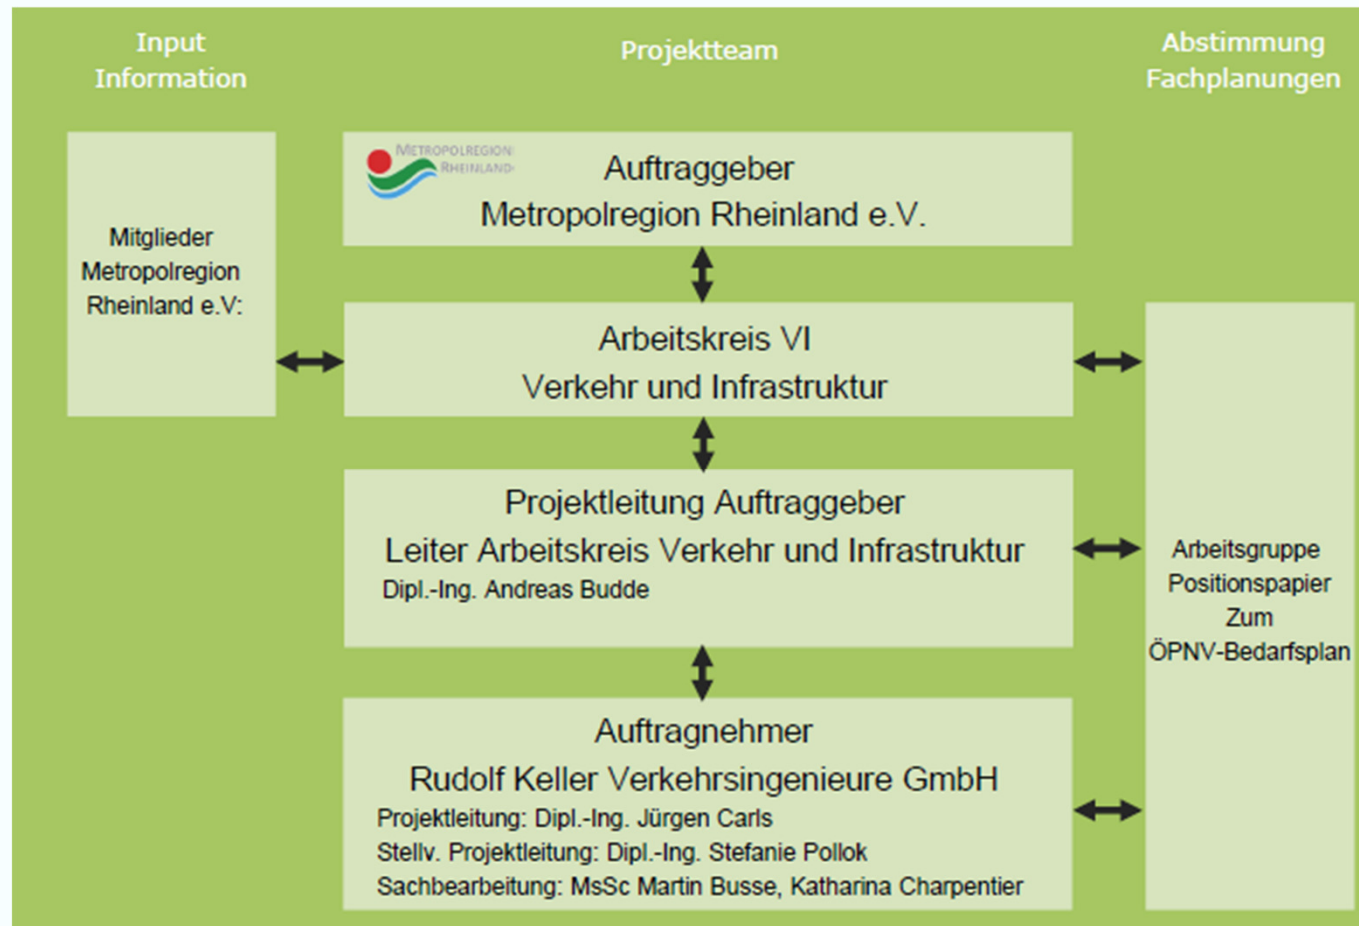 Input
Information
Projektteam
Abstimmung
Fachplanungen
Mitglieder
Metropolregion
Rheinland e.V:
METROPOLREGION
RHEINLAND
Auftraggeber
Metropolregion Rheinland e.V.
Arbeitskreis VI
Verkehr und Infrastruktur
Projektleitung Auftraggeber
Leiter Arbeitskreis Verkehr und Infrastruktur
Dipl.-Ing. Andreas Budde
Auftragnehmer
Rudolf Keller Verkehrsingenieure GmbH
Projektleitung: Dipl.-Ing. Jürgen Carls
Stellv. Projektleitung: Dipl.-Ing. Stefanie Pollok
Sachbearbeitung: MsSc Martin Busse, Katharina Charpentier
Arbeitsgruppe
Positionspapier
Zum
ÖPNV-Bedarfsplan